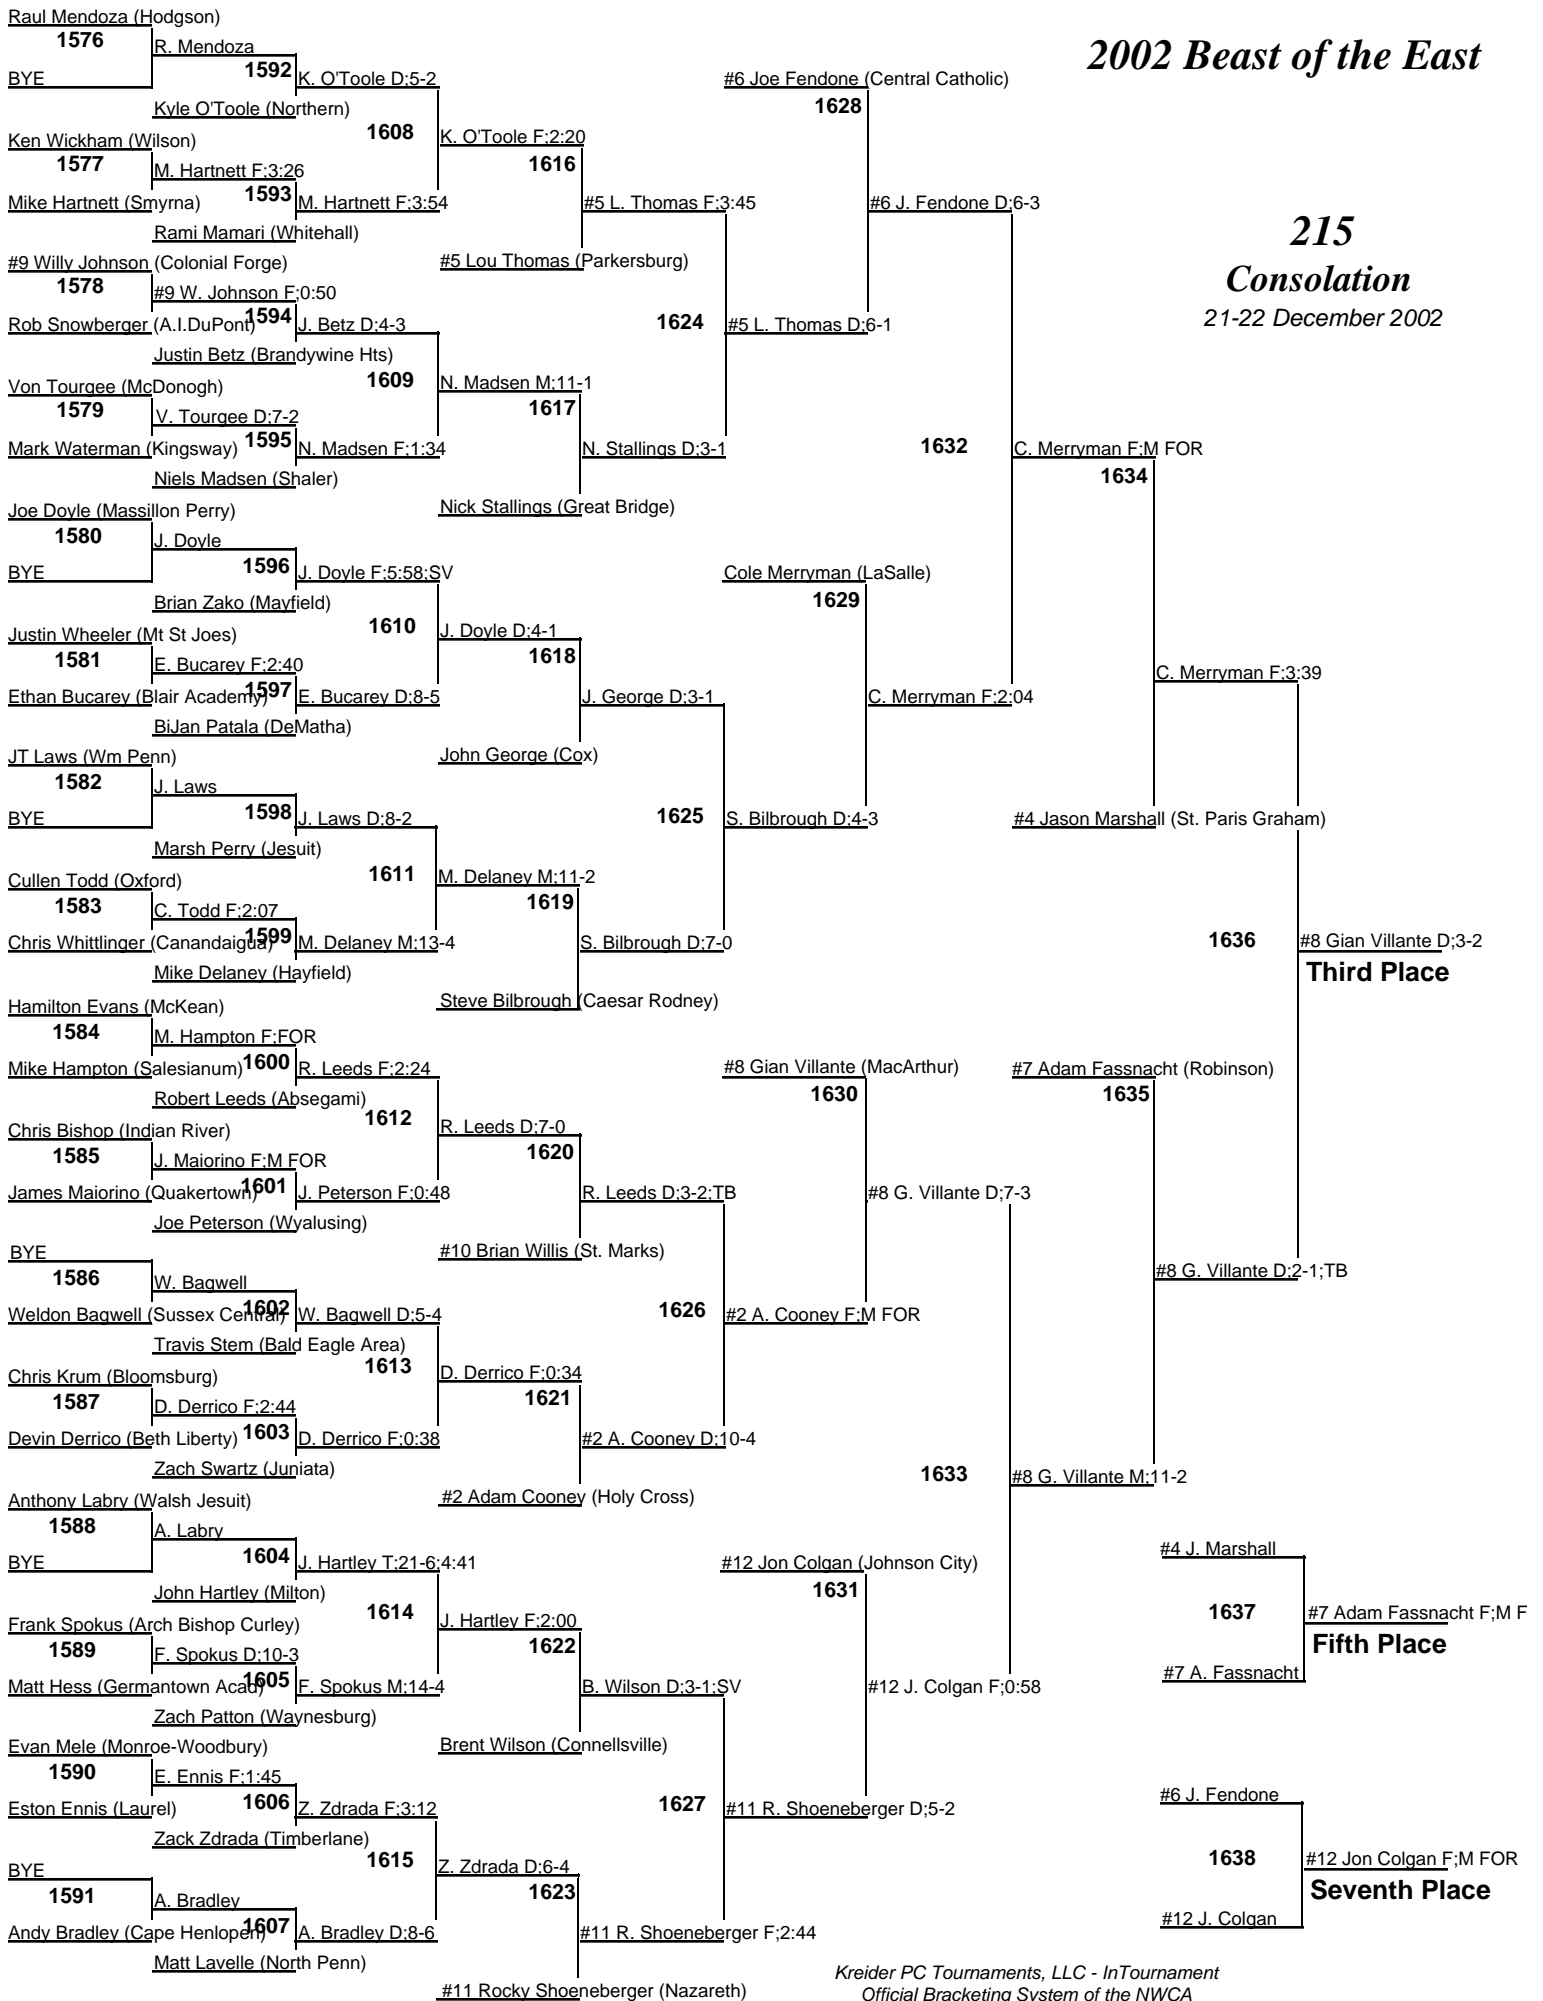 2002 Beast of the East
215
Consolation
21-22 December 2002
Raul Mendoza (Hodgson)
1576
BYE
Ken Wickham (Wilson)
1577
Mike Hartnett (Smyrna)
#9 Willy Johnson (Colonial Forge)
1578
Rob Snowberger (A.I.DuPont)
Von Tourgee (McDonogh)
1579
Mark Waterman (Kingsway)
Joe Doyle (Massillon Perry)
1580
BYE
Justin Wheeler (Mt St Joes)
1581
Ethan Bucarey (Blair Academy)
JT Laws (Wm Penn)
1582
BYE
Cullen Todd (Oxford)
1583
Chris Whittlinger (Canandaigua)
Hamilton Evans (McKean)
1584
Mike Hampton (Salesianum)
Chris Bishop (Indian River)
1585
James Maiorino (Quakertown)
BYE
1586
Weldon Bagwell (Sussex Central)
Chris Krum (Bloomsburg)
1587
Devin Derrico (Beth Liberty)
Anthony Labry (Walsh Jesuit)
1588
BYE
Frank Spokus (Arch Bishop Curley)
1589
Matt Hess (Germantown Acad)
Evan Mele (Monroe-Woodbury)
1590
Eston Ennis (Laurel)
BYE
1591
Andy Bradley (Cape Henlopen)
R. Mendoza
1592
Kyle O'Toole (Northern)
M. Hartnett F;3:26
1593
Rami Mamari (Whitehall)
#9 W. Johnson F;0:50
1594
Justin Betz (Brandywine Hts)
V. Tourgee D;7-2
1595
Niels Madsen (Shaler)
J. Doyle
1596
Brian Zako (Mayfield)
E. Bucarey F;2:40
1597
BiJan Patala (DeMatha)
J. Laws
1598
Marsh Perry (Jesuit)
C. Todd F;2:07
1599
Mike Delaney (Hayfield)
M. Hampton F;FOR
1600
Robert Leeds (Absegami)
J. Maiorino F;M FOR
1601
Joe Peterson (Wyalusing)
W. Bagwell
1602
Travis Stem (Bald Eagle Area)
D. Derrico F;2:44
1603
Zach Swartz (Juniata)
A. Labry
1604
John Hartley (Milton)
F. Spokus D;10-3
1605
Zach Patton (Waynesburg)
E. Ennis F;1:45
1606
Zack Zdrada (Timberlane)
A. Bradley
1607
Matt Lavelle (North Penn)
K. O'Toole D;5-2
1608
M. Hartnett F;3:54
J. Betz D;4-3
1609
N. Madsen F;1:34
J. Doyle F;5:58;SV
1610
E. Bucarey D;8-5
J. Laws D;8-2
1611
M. Delaney M;13-4
R. Leeds F;2:24
1612
J. Peterson F;0:48
W. Bagwell D;5-4
1613
D. Derrico F;0:38
J. Hartley T;21-6;4:41
1614
F. Spokus M;14-4
Z. Zdrada F;3:12
1615
A. Bradley D;8-6
K. O'Toole F;2:20
1616
#5 Lou Thomas (Parkersburg)
N. Madsen M;11-1
1617
Nick Stallings (Great Bridge)
J. Doyle D;4-1
1618
John George (Cox)
M. Delaney M;11-2
1619
Steve Bilbrough (Caesar Rodney)
R. Leeds D;7-0
1620
#10 Brian Willis (St. Marks)
D. Derrico F;0:34
1621
#2 Adam Cooney (Holy Cross)
J. Hartley F;2:00
1622
Brent Wilson (Connellsville)
Z. Zdrada D;6-4
1623
#11 Rocky Shoeneberger (Nazareth)
#5 L. Thomas F;3:45
1624
N. Stallings D;3-1
J. George D;3-1
1625
S. Bilbrough D;7-0
R. Leeds D;3-2;TB
1626
#2 A. Cooney D;10-4
B. Wilson D;3-1;SV
1627
#11 R. Shoeneberger F;2:44
#6 Joe Fendone (Central Catholic)
1628
#5 L. Thomas D;6-1
Cole Merryman (LaSalle)
1629
S. Bilbrough D;4-3
#8 Gian Villante (MacArthur)
1630
#2 A. Cooney F;M FOR
#12 Jon Colgan (Johnson City)
1631
#11 R. Shoeneberger D;5-2
#6 J. Fendone D;6-3
1632
C. Merryman F;2:04
#8 G. Villante D;7-3
1633
#12 J. Colgan F;0:58
C. Merryman F;M FOR
1634
#4 Jason Marshall (St. Paris Graham)
#7 Adam Fassnacht (Robinson)
1635
#8 G. Villante M;11-2
C. Merryman F;3:39
1636
#8 G. Villante D;2-1;TB
#8 Gian Villante D;3-2
Third Place
#4 J. Marshall
1637
#7 A. Fassnacht
#7 Adam Fassnacht F;M F
Fifth Place
#6 J. Fendone
1638
#12 J. Colgan
#12 Jon Colgan F;M FOR
Seventh Place
Kreider PC Tournaments, LLC - InTournament
Official Bracketing System of the NWCA